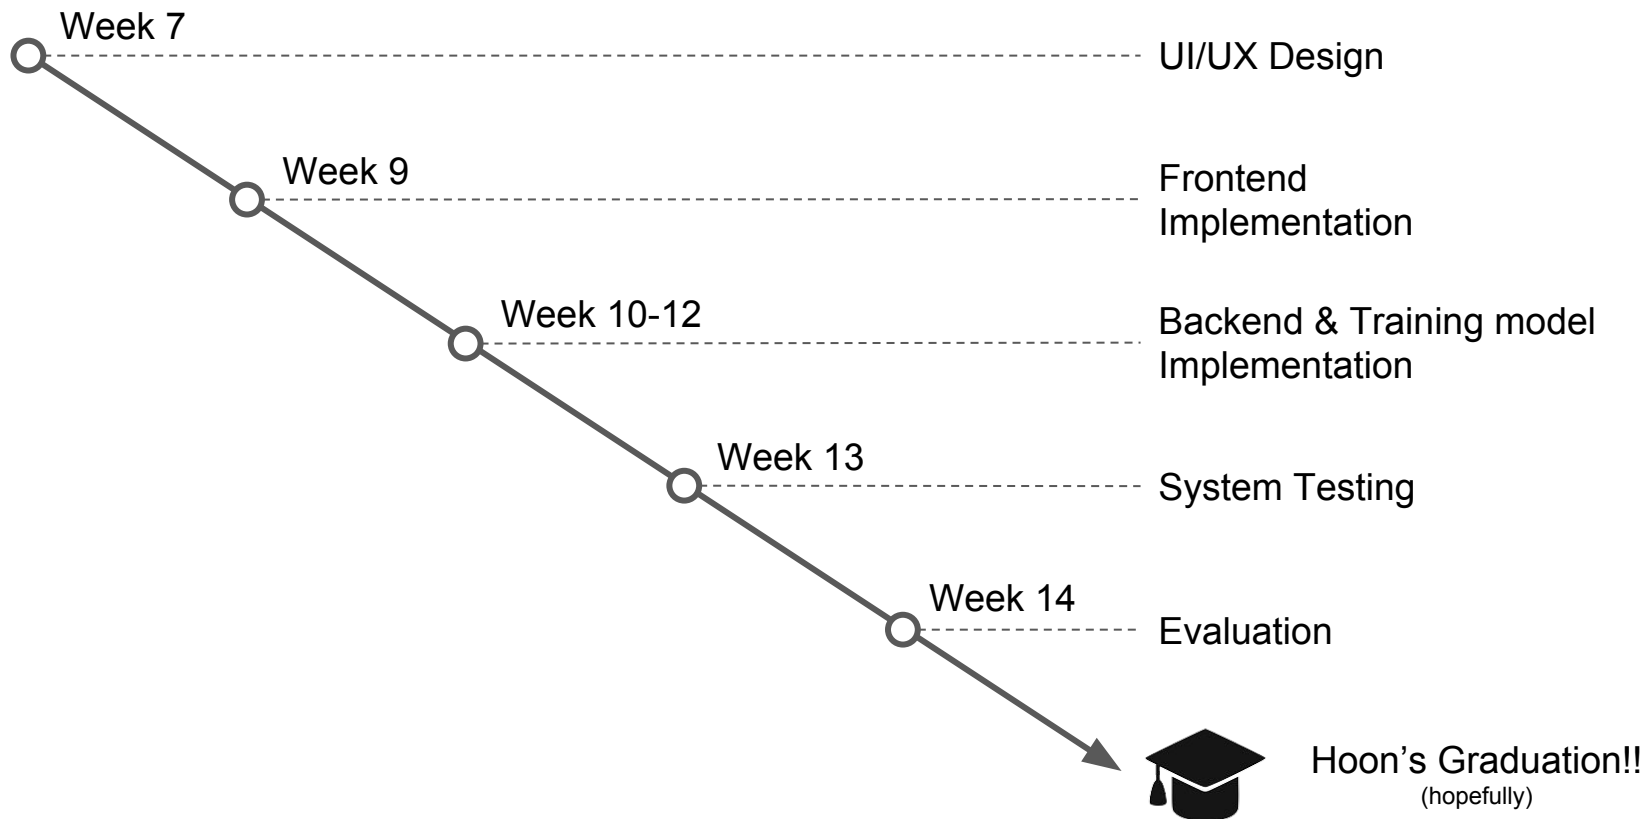 Week 7
UI/UX Design
Week 9
Frontend
Implementation
Week 10-12
Backend & Training model
Implementation
Week 13
System Testing
Week 14
Evaluation
Hoon’s Graduation!!
(hopefully)